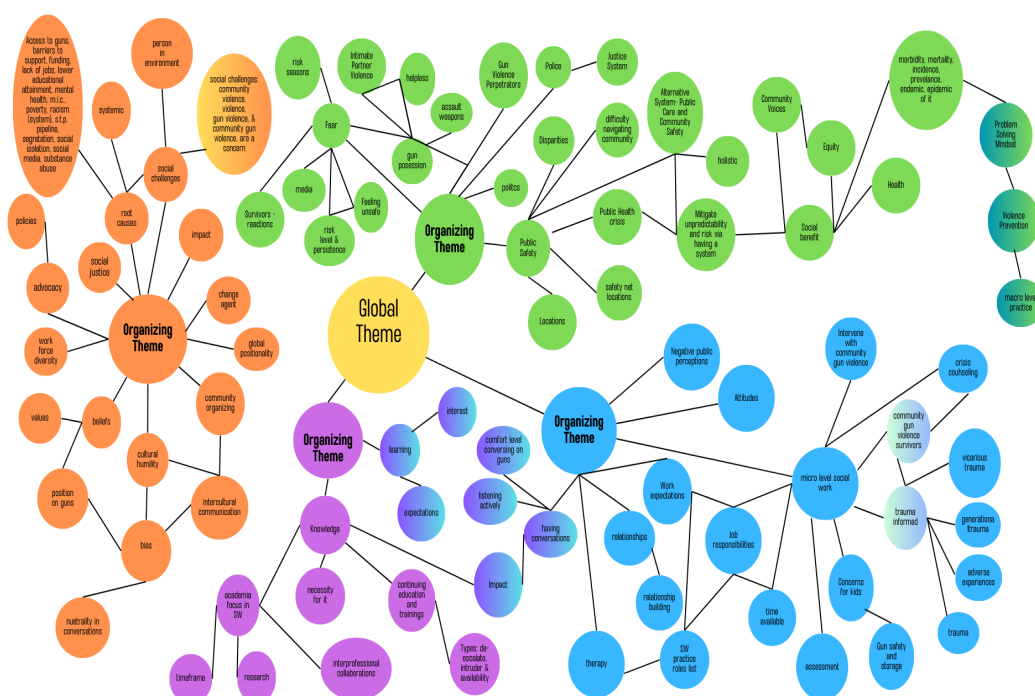 Access to guns,
barriers to
support, funding,
lack of jobs, lower
educational
attainment, mental
health, m.i.c.,
poverty, racism
(system), s.t.p.
pipeline,
segretation, social
isolation, social
media, substance
abuse
person
in
environment
social challenges:
community
violence,
violence,
gun violence, &
community gun
violence, are a
concern
systemic
social
challenges
root
causes
policies
social
justice
impact
advocacy
change
agent
Organizing
Theme
work
force
diversity
global
positionality
values
beliefs
community
organizing
cultural
humility
position
on guns
intercultural
communication
bias
nuetrality in
conversations
risk
seasons
Intimate
Partner
Violence
helpless
Gun
Violence
Perpetrators
Police
Justice
System
assault
weapons
Fear
gun
posession
media
Feeling
unsafe
Survivors -
reactions
risk
level &
persistence
Organizing
Theme
politcs
Disparities
difficulty
navigating
community
Alternative
System- Public
Care and
Community
Safety
holistic
Public
Safety
Public Health
crisis
Mitigate
unpredictability
and risk via
having a
system
safety net
locations
Locations
Community
Voices
Equity
Social
benefit
Health
morbidity, mortality,
incidence,
prevolance,
endemic, epidemic
of it
Problem
Solving
Mindset
Violence
Prevention
macro level
practice
Global
Theme
Organizing
Theme
interest
learning
expectations
Knowledge
necessity
for it
continuing
education
and
trainings
Types: de-
escalate,
intruder &
availability
academia
focus in
SW
timeframe
research
interprofessional
collaborations
Impact
comfort level
conversing on
guns
listening
actively
having
conversations
Organizing
Theme
Negative public
perceptions
Attitudes
Work
expectations
relationships
relationship
building
Job
responsibilities
time
available
therapy
SW
practice
roles list
micro level social
work
Intervene
with
community
gun violence
crisis
counseling
community
gun
violence
survivors
vicarious
trauma
trauma
informed
generational
trauma
adverse
experiences
trauma
Concerns
for kids
Gun safety
and
storage
assessment